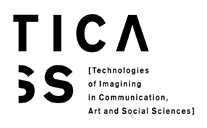 TICA
SS
[Technologies
of Imagining
in Communication,
Art and Social Sciences]